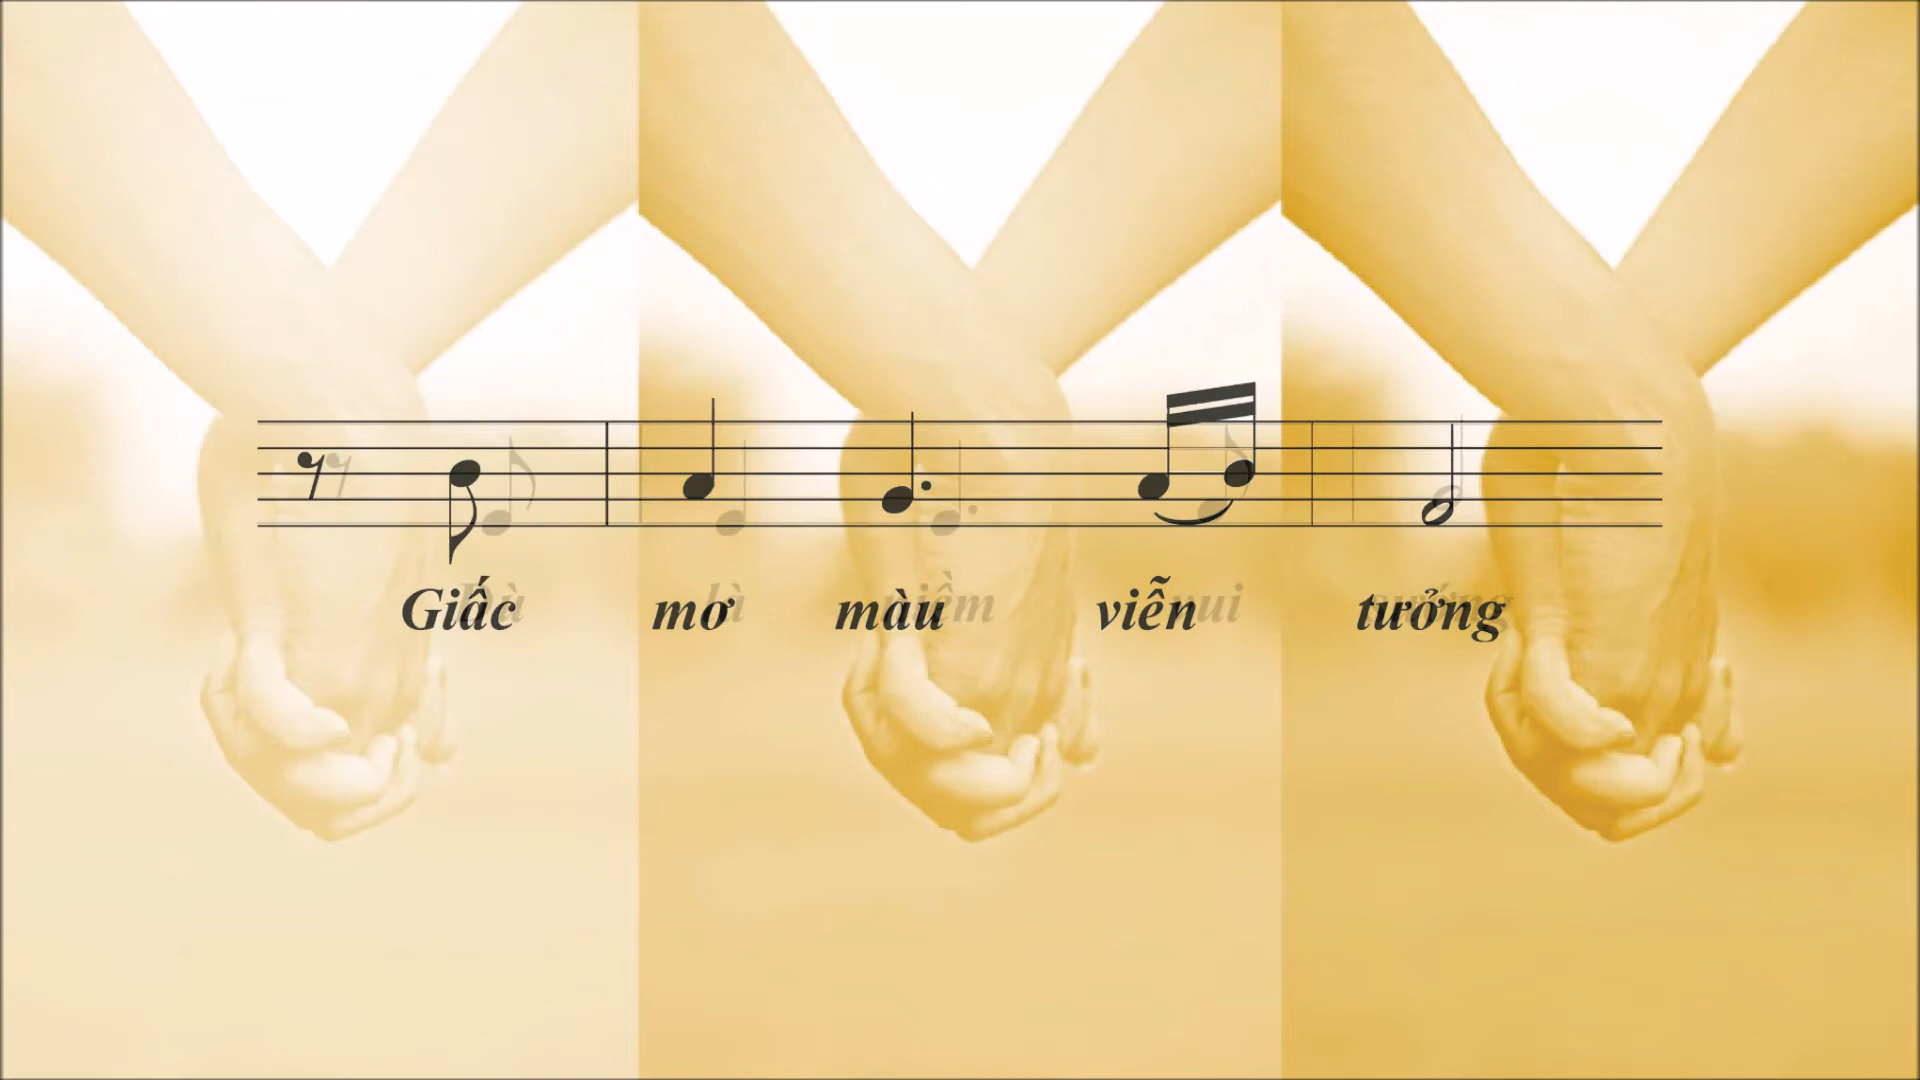 Giấc mơ màu viễn tưởng